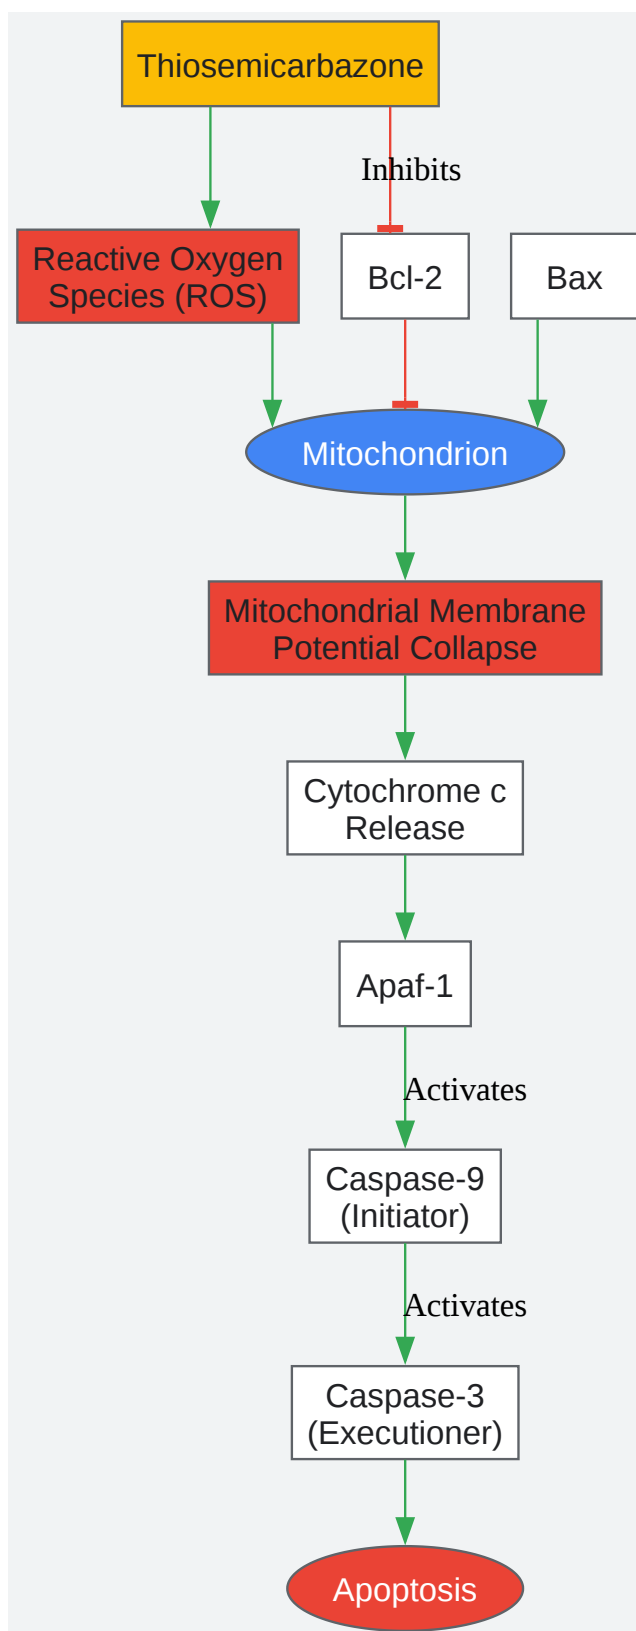 Thiosemicarbazone
Inhibits
Reactive Oxygen
Species (ROS)
Bcl-2
Bax
Mitochondrion
Mitochondrial Membrane
Potential Collapse
Cytochrome c
Release
Apaf-1
Activates
Caspase-9
(Initiator)
Activates
Caspase-3
(Executioner)
Apoptosis